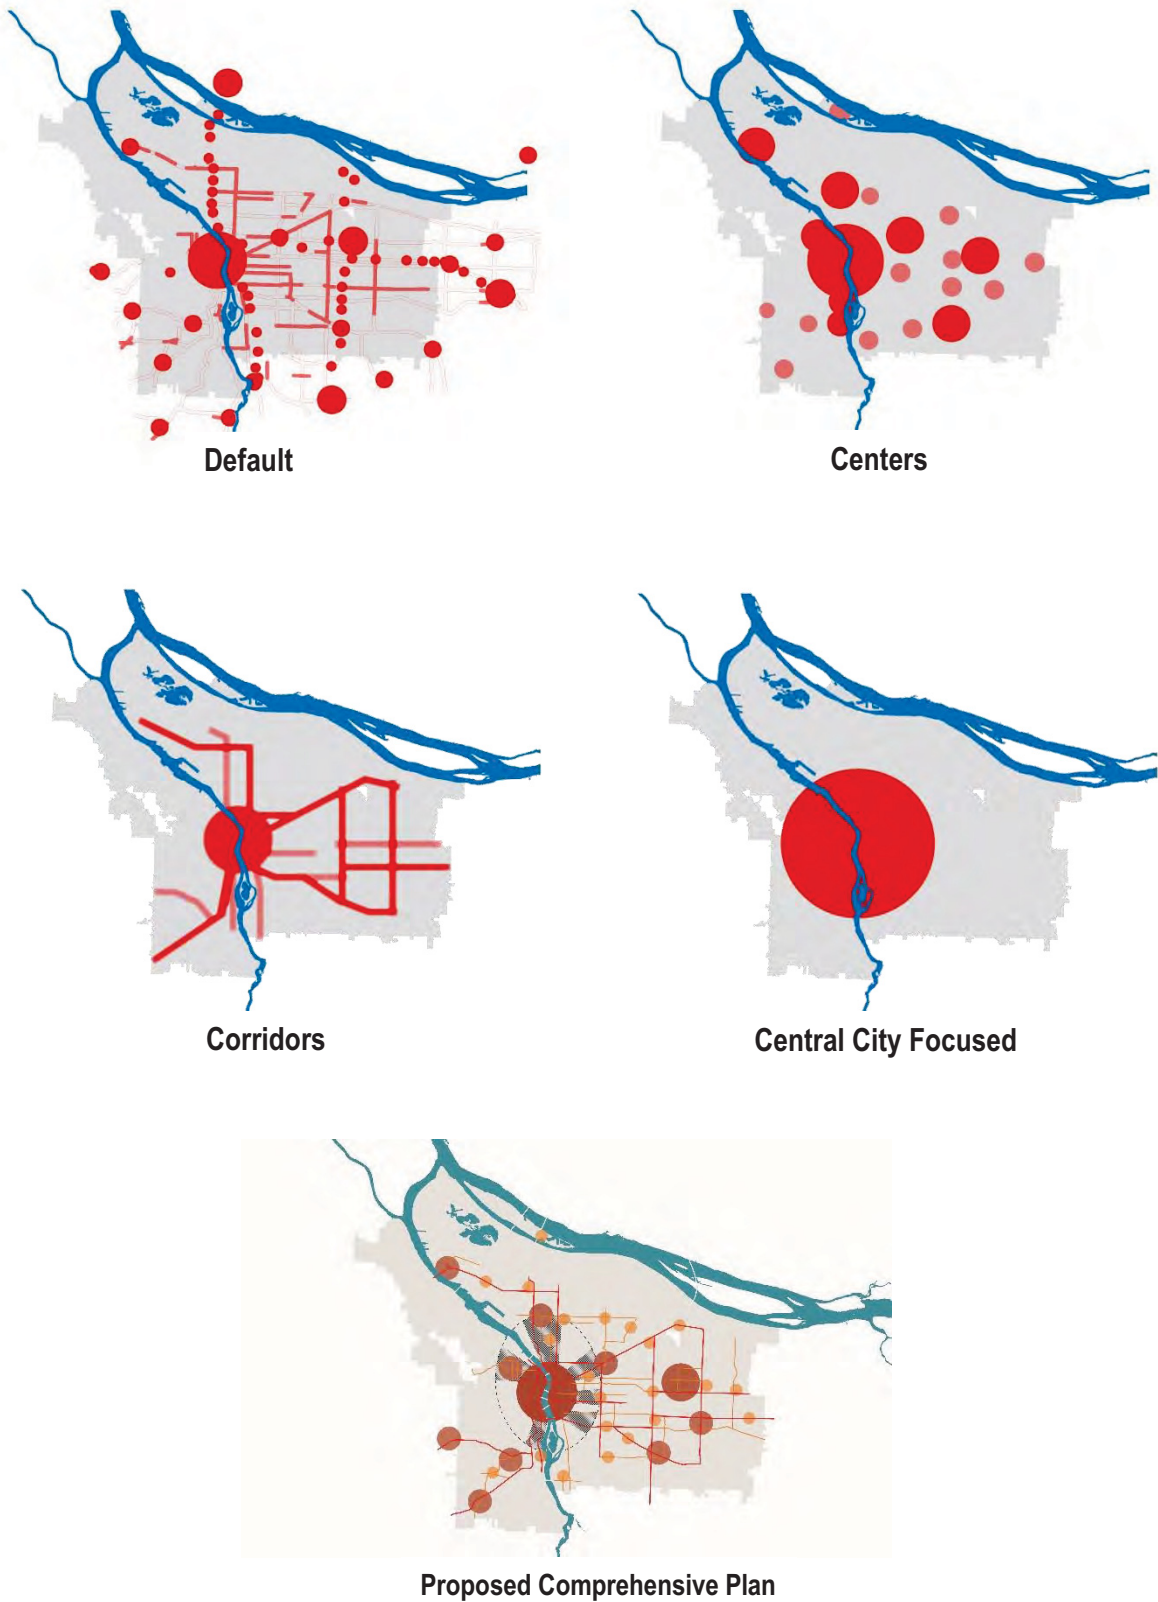 Default
Centers
Corridors
Central City Focused
Proposed Comprehensive Plan